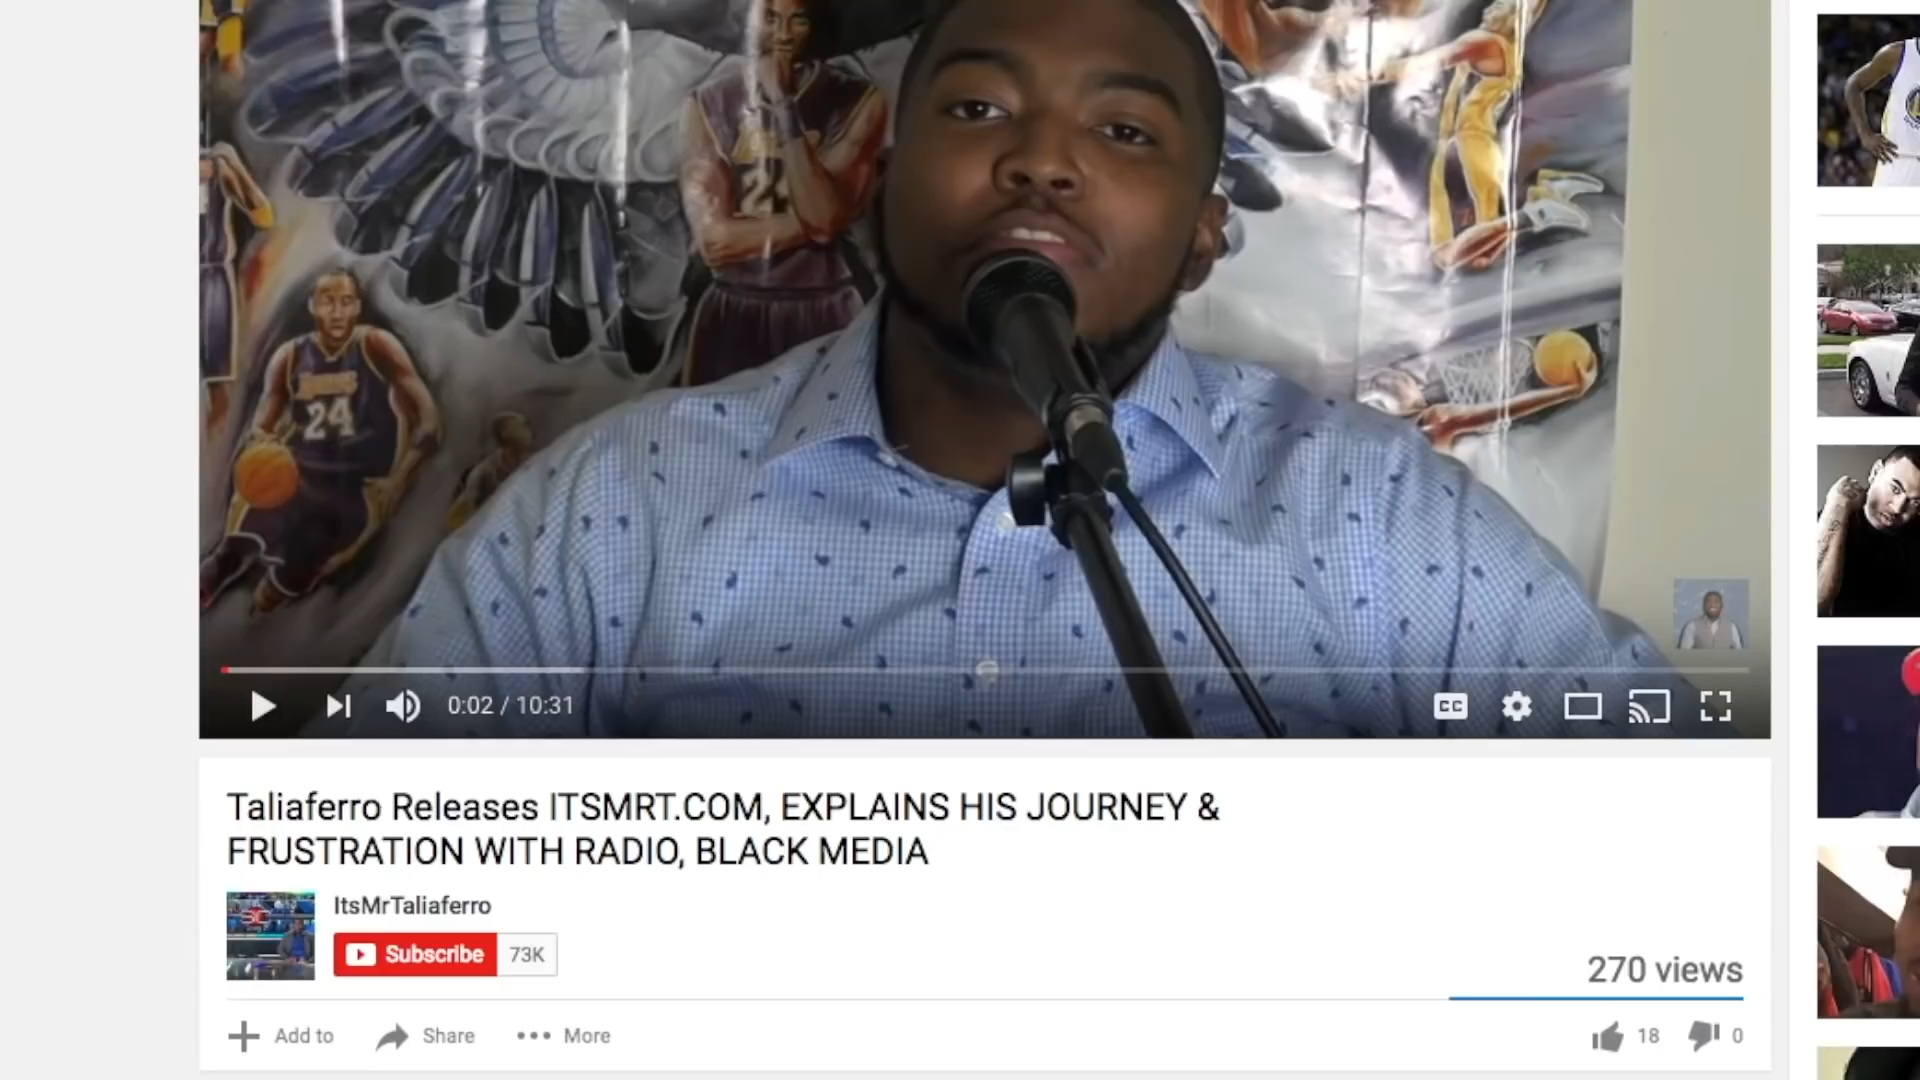 24
24
0:02 / 10:31
CC
Taliaferro Releases ITSMRT.COM, EXPLAINS HIS JOURNEY &
FRUSTRATION WITH RADIO, BLACK MEDIA
ItsMrTaliaferro
Subscribe 73K
270 views
Add to Share More
18 0